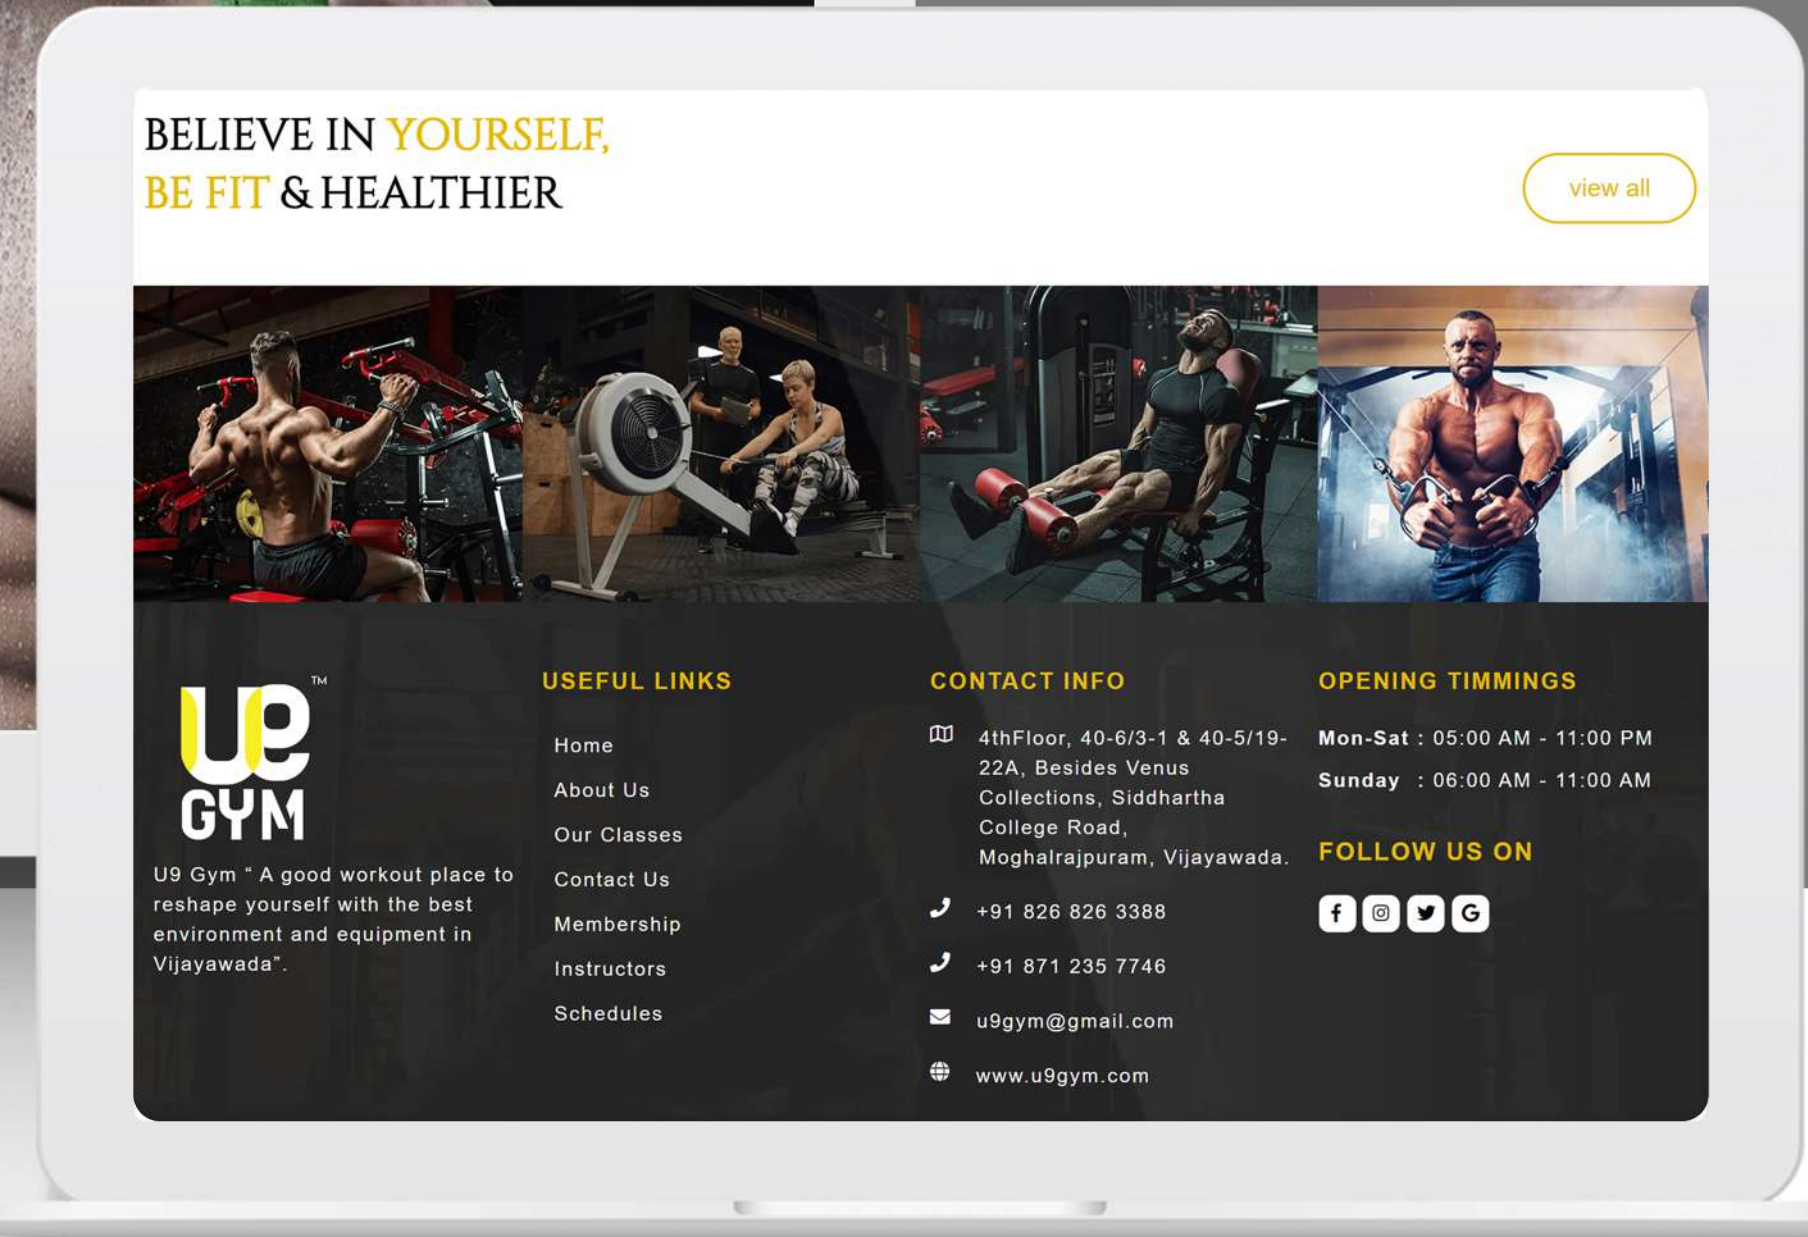 BELIEVE IN YOURSELF,
BE FIT & HEALTHIER
view all
U9 TM
GYM
U9 Gym “ A good workout place to
reshape yourself with the best
environment and equipment in
Vijayawada”.
USEFUL LINKS
Home
About Us
Our Classes
Contact Us
Membership
Instructors
Schedules
CONTACT INFO
4thFloor, 40-6/3-1 & 40-5/19-
22A, Besides Venus
Collections, Siddhartha
College Road,
Moghalrajpuram, Vijayawada.
+91 826 826 3388
+91 871 235 7746
u9gym@gmail.com
www.u9gym.com
OPENING TIMMINGS
Mon-Sat : 05:00 AM - 11:00 PM
Sunday : 06:00 AM - 11:00 AM
FOLLOW US ON